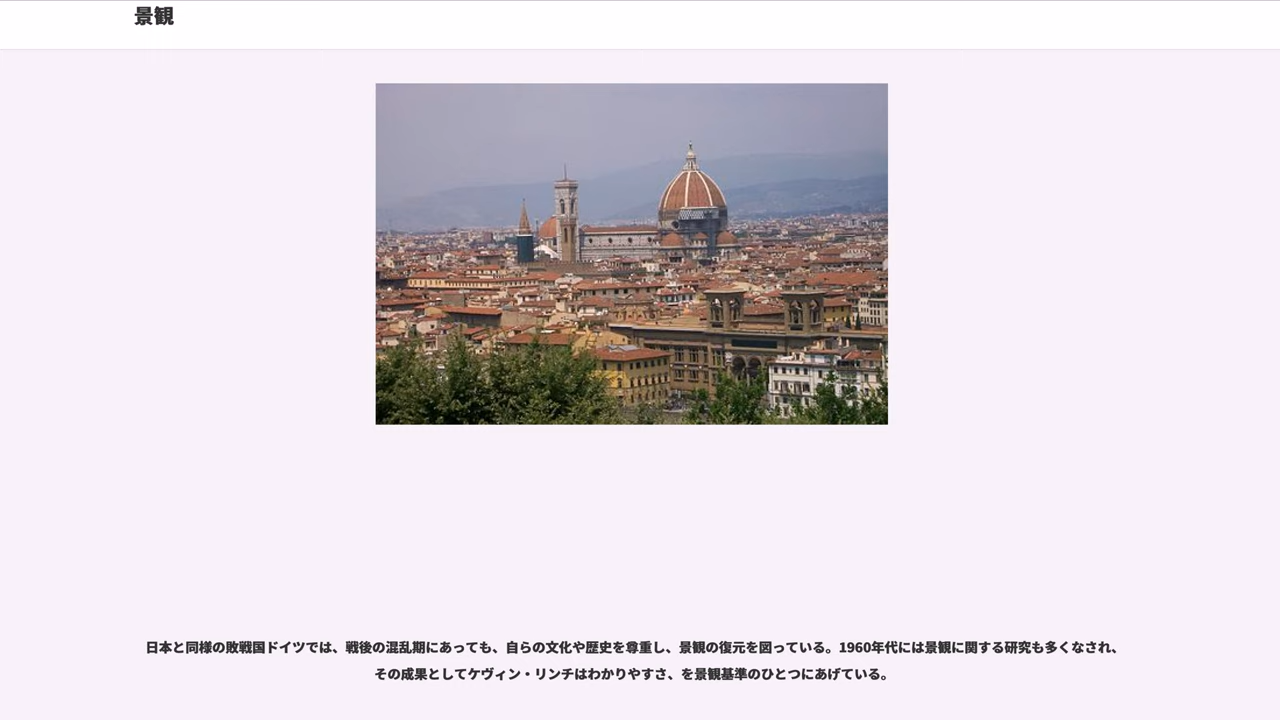 景観
日本と同様の敗戦国ドイツでは、戦後の混乱期にあっても、自らの文化や歴史を尊重し、景観の復元を図っている。1960年代には景観に関する研究も多くなされ、
その成果としてケヴィン・リンチはわかりやすさ、を景観基準のひとつにあげている。